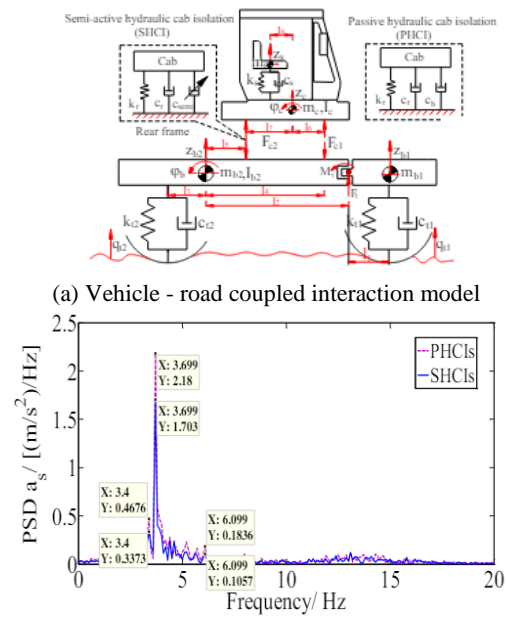 Semi-active hydraulic cab isolation
(SHCI)
Passive hydraulic cab isolation
(PHCI)
Cab
Cab
k_r c_r c_semi
k_r c_r c_h
Rear frame
z_s
c_s
z_c
φ_c m_c, I_c
F_c2 F_c1
z_b2 z_b1
φ_b m_b2, I_b2 m_b1
k_t2 c_t2 k_t1 c_t1
q_t2 q_t1
(a) Vehicle - road coupled interaction model
PSD a_s/ [(m/s²)/Hz]
2.5
2
1.5
1
0.5
0
PHCIs
SHCIs
X: 3.699
Y: 2.18
X: 3.699
Y: 1.703
X: 3.4
Y: 0.4676
X: 3.4
Y: 0.3373
X: 6.099
Y: 0.1836
X: 6.099
Y: 0.1057
0 5 10 15 20
Frequency/ Hz